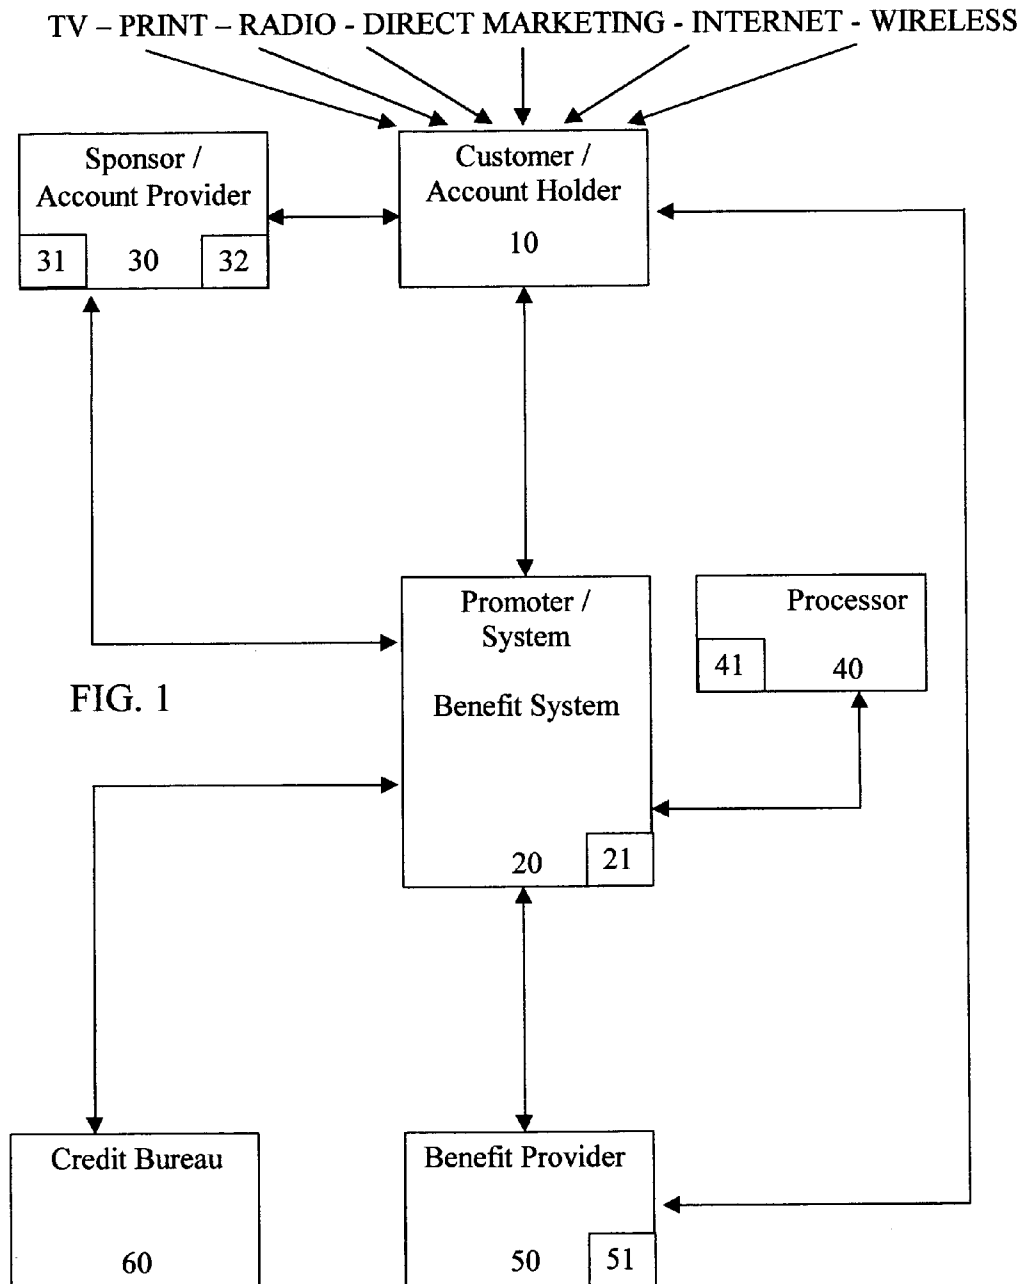 TV – PRINT – RADIO - DIRECT MARKETING - INTERNET - WIRELESS
Sponsor /
Account Provider
31 30 32
Customer /
Account Holder
10
Promoter /
System
Benefit System
20 21
Processor
41 40
FIG. 1
Credit Bureau
60
Benefit Provider
50 51